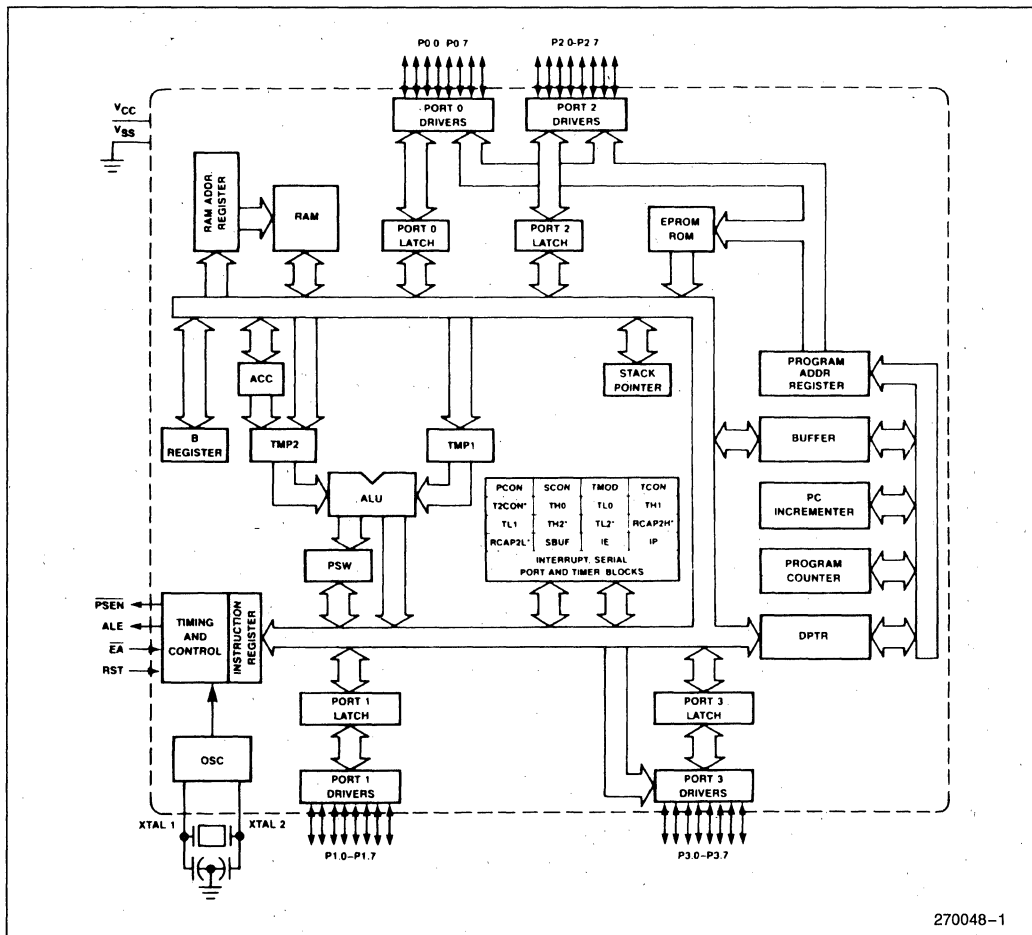 P0.0 P0.7
P2.0-P2.7
VCC
VSS
PORT 0
DRIVERS
PORT 2
DRIVERS
RAM ADDR.
REGISTER
RAM
PORT 0
LATCH
PORT 2
LATCH
EPROM
ROM
ACC
STACK
POINTER
PROGRAM
ADDR
REGISTER
B
REGISTER
TMP2
TMP1
BUFFER
ALU
PCON SCON TMOD TCON
T2CON* TH0 TL0 TH1
TL1 TH2* TL2* RCAP2H*
RCAP2L* SBUF IE IP
INTERRUPT, SERIAL
PORT AND TIMER BLOCKS
PC
INCREMENTER
PSW
PROGRAM
COUNTER
PSEN
ALE
EA
RST
TIMING
AND
CONTROL
INSTRUCTION
REGISTER
DPTR
PORT 1
LATCH
PORT 3
LATCH
OSC
PORT 1
DRIVERS
PORT 3
DRIVERS
XTAL 1
XTAL 2
P1.0-P1.7
P3.0-P3.7
270048-1